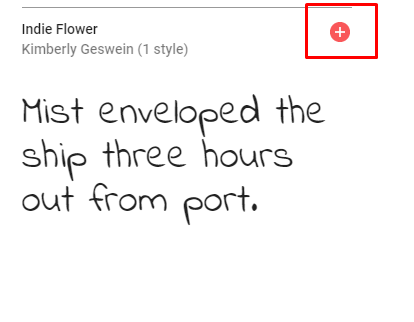 Indie Flower
Kimberly Geswein (1 style)
Mist enveloped the
ship three hours
out from port.